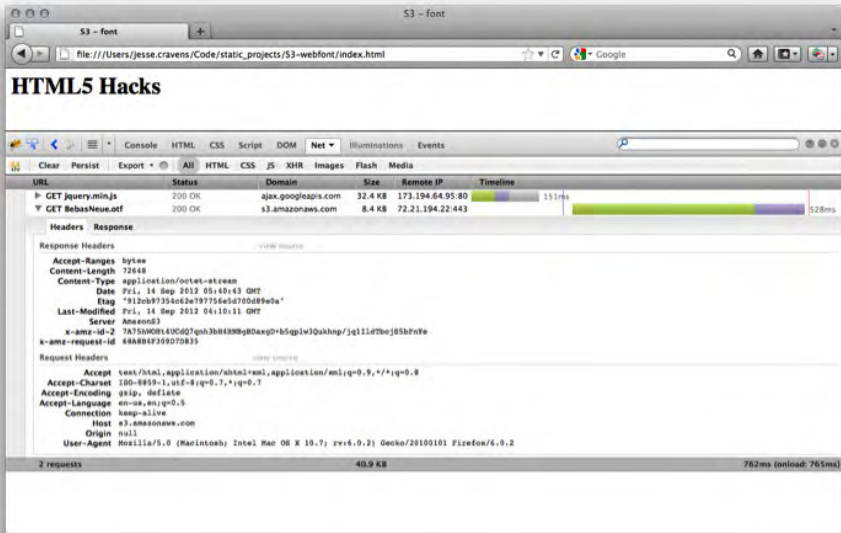 S3 – font
S3 – font
file:///Users/jesse.cravens/Code/static_projects/S3-webfont/index.html
Google
HTML5 Hacks
Console HTML CSS Script DOM Net Illuminations Events
Clear Persist Export All HTML CSS JS XHR Images Flash Media
URL Status Domain Size Remote IP Timeline
GET jquery.min.js 200 OK ajax.googleapis.com 32.4 KB 173.194.64.95:80 151ms
GET BebasNeue.otf 200 OK s3.amazonaws.com 8.4 KB 72.21.194.22:443 528ms
Headers Response
Response Headers view source
Accept-Ranges bytes
Content-Length 72648
Content-Type application/octet-stream
Date Fri, 14 Sep 2012 05:40:43 GMT
Etag "912cb97354c62e797756e5d700d89e0a"
Last-Modified Fri, 14 Sep 2012 04:10:11 GMT
Server AmazonS3
x-amz-id-2
x-amz-request-id 68A8B4F309D7D835
Request Headers view source
Accept text/html,application/xhtml+xml,application/xml;q=0.9,*/*;q=0.8
Accept-Charset ISO-8859-1,utf-8;q=0.7,*;q=0.7
Accept-Encoding gzip, deflate
Accept-Language en-us,en;q=0.5
Connection keep-alive
Host s3.amazonaws.com
Origin null
User-Agent Mozilla/5.0 (Macintosh; Intel Mac OS X 10.7; rv:6.0.2) Gecko/20100101 Firefox/6.0.2
2 requests 40.9 KB 762ms (onload: 765ms)